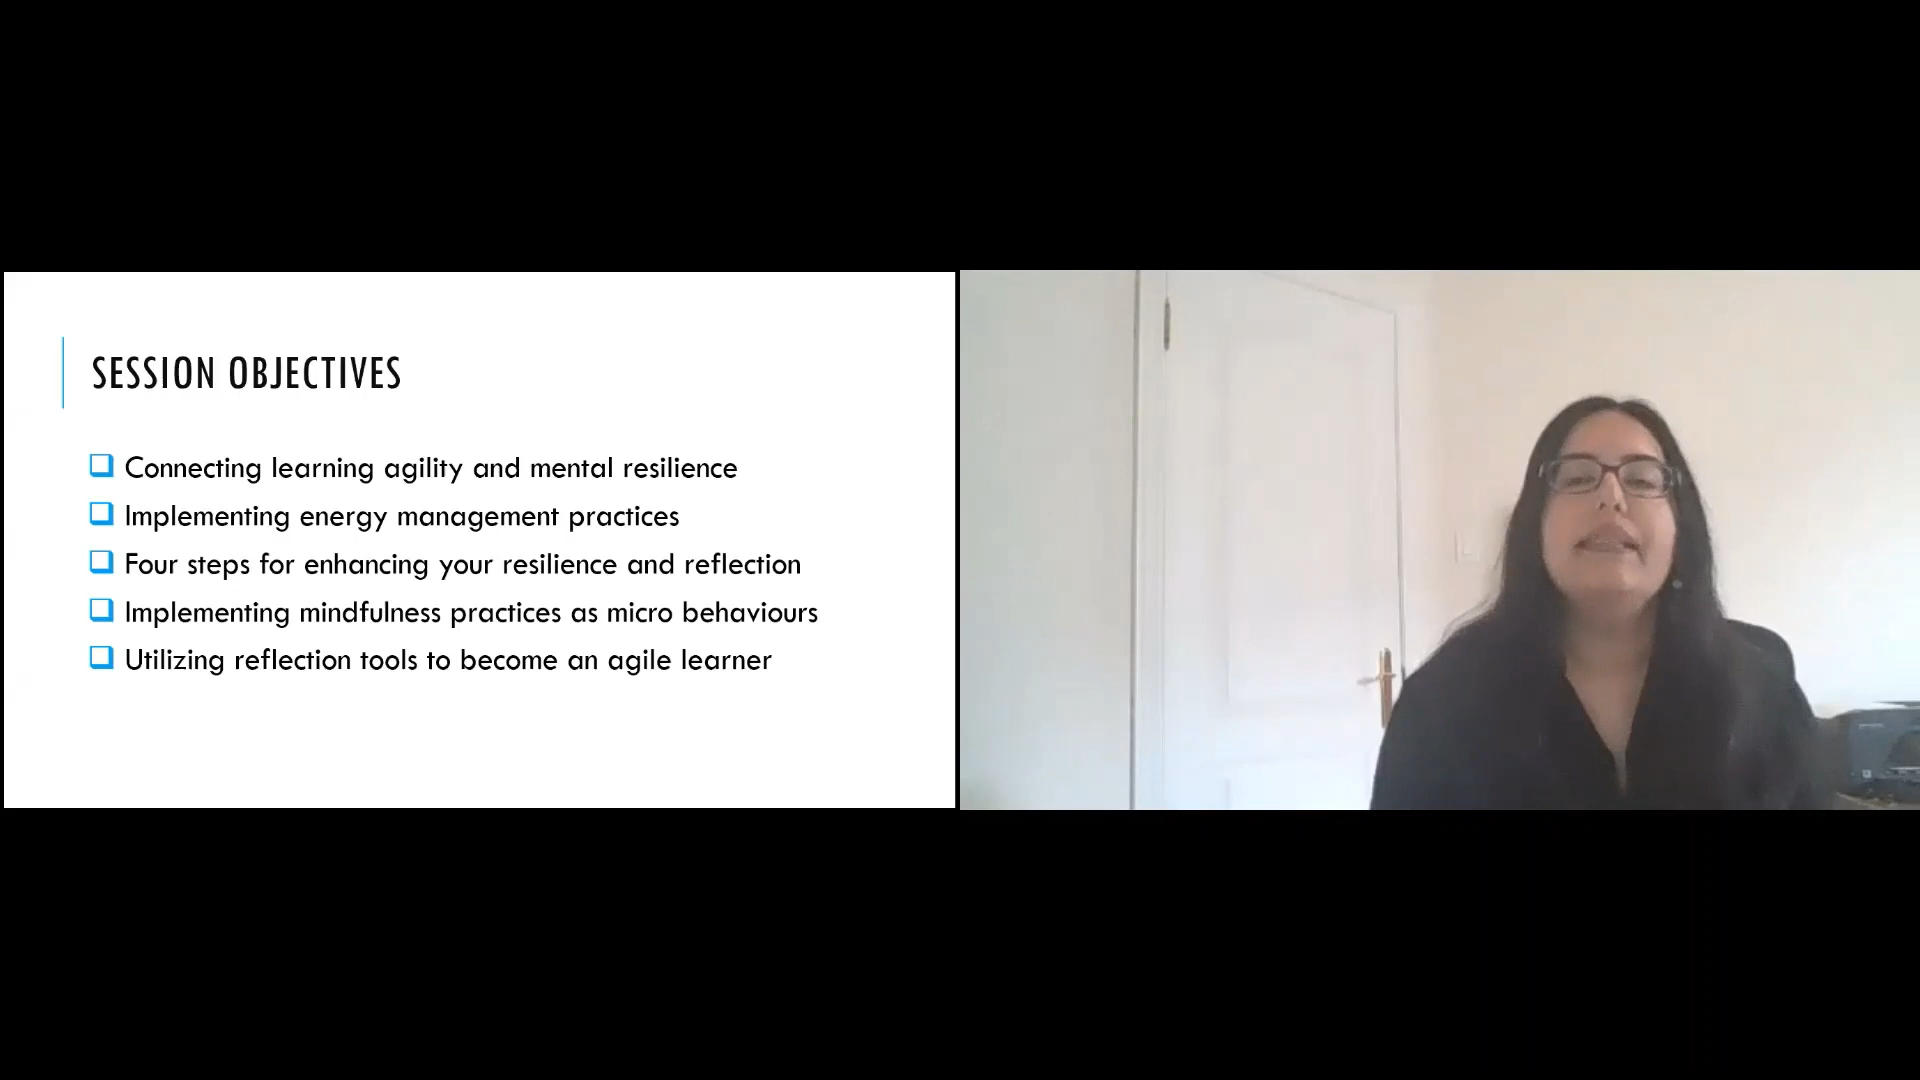 SESSION OBJECTIVES
Connecting learning agility and mental resilience
Implementing energy management practices
Four steps for enhancing your resilience and reflection
Implementing mindfulness practices as micro behaviours
Utilizing reflection tools to become an agile learner